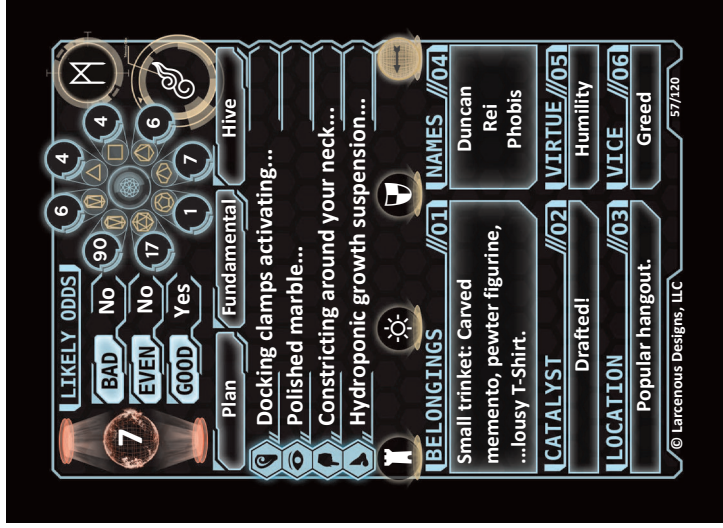 7
LIKELY ODDS
BAD No
EVEN No
GOOD Yes
6
4
4
6
7
1
17
90
ᛞ
Plan
Fundamental
Hive
Docking clamps activating...
Polished marble...
Constricting around your neck...
Hydroponic growth suspension...
BELONGINGS //01
Small trinket: Carved
memento, pewter figurine,
...lousy T-Shirt.
CATALYST //02
Drafted!
LOCATION //03
Popular hangout.
NAMES //04
Duncan
Rei
Phobis
VIRTUE //05
Humility
VICE //06
Greed
© Larcenous Designs, LLC
57/120